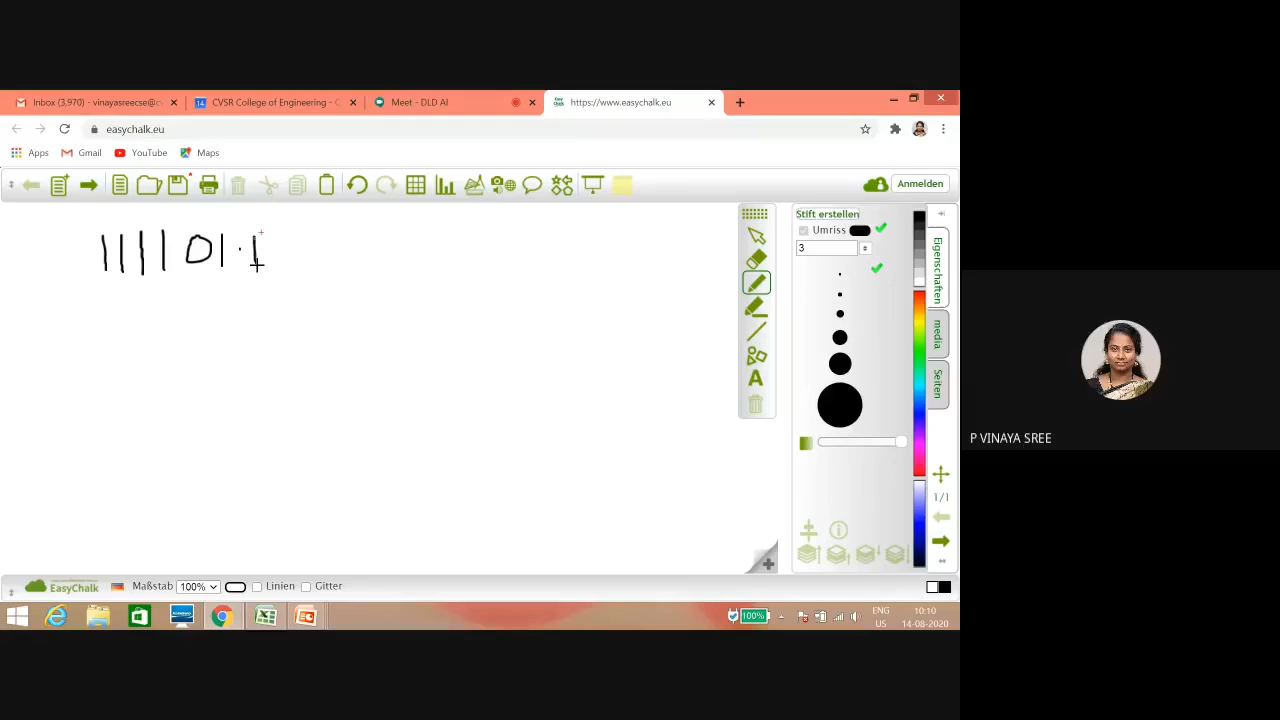 Inbox (3.970) - vinayasreecse@c
CVSR College of Engineering - C
Meet - DLD AI
https://www.easychalk.eu
easychalk.eu
Apps Gmail YouTube Maps
Anmelden
111101.1
Stift erstellen
Umriss
3
Eigenschaften
media
Seiten
1/1
EasyChalk Maßstab 100% Linien Gitter
100%
ENG
US
10:10
14-08-2020
P VINAYA SREE